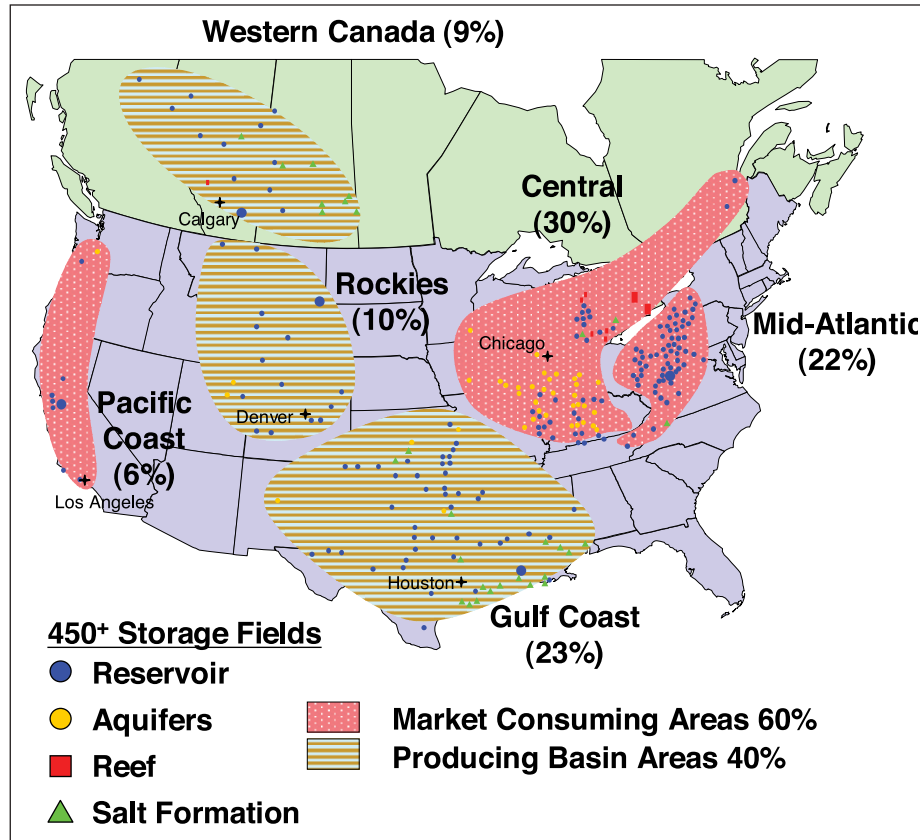 Western Canada (9%)
Calgary
Central
(30%)
Rockies
(10%)
Mid-Atlantic
(22%)
Chicago
Pacific
Coast
(6%)
Denver
Los Angeles
Houston
Gulf Coast
(23%)
450+ Storage Fields
Reservoir
Aquifers
Reef
Salt Formation
Market Consuming Areas 60%
Producing Basin Areas 40%